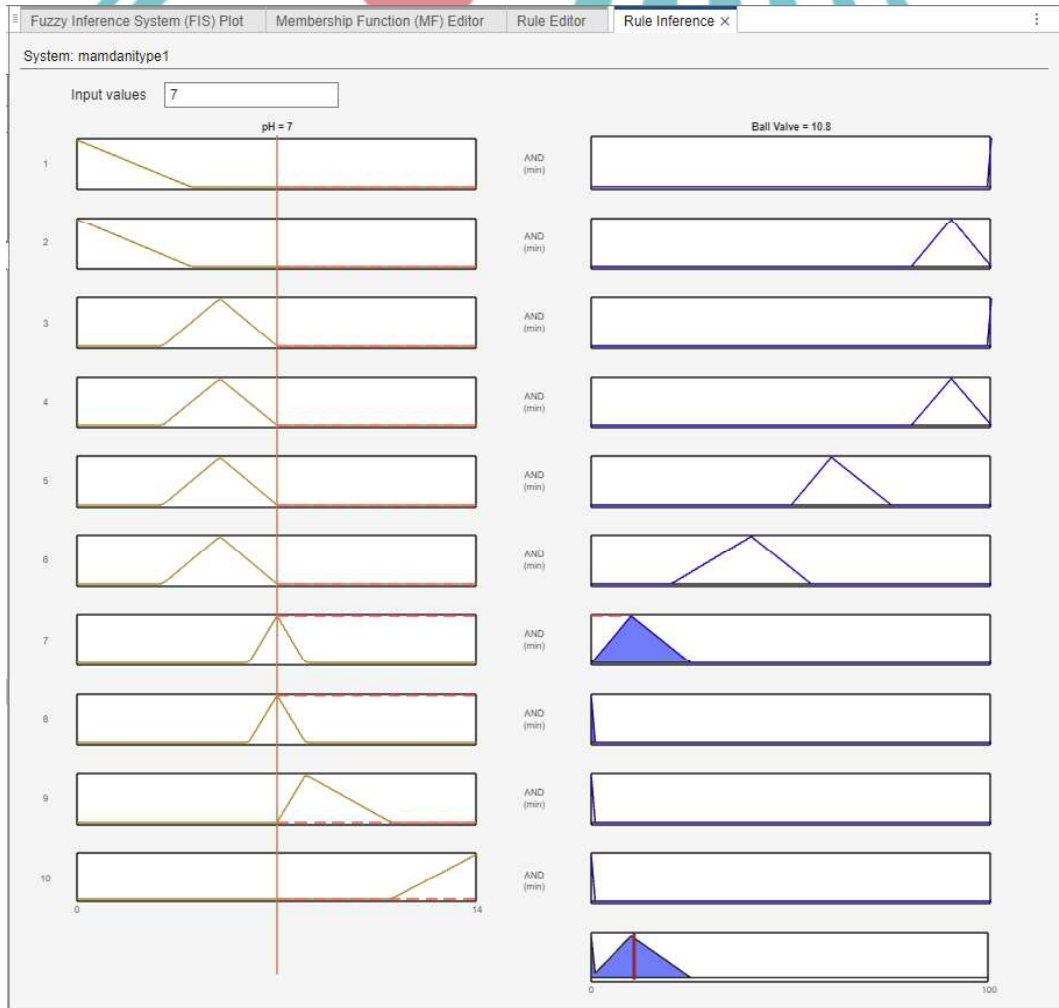 Fuzzy Inference System (FIS) Plot Membership Function (MF) Editor Rule Editor Rule Inference ×
System: mamdanitype1
Input values 7
pH = 7 Ball Valve = 10.8
1 AND
(min)
2 AND
(min)
3 AND
(min)
4 AND
(min)
5 AND
(min)
6 AND
(min)
7 AND
(min)
8 AND
(min)
9 AND
(min)
10 AND
(min)
0 14
0 100